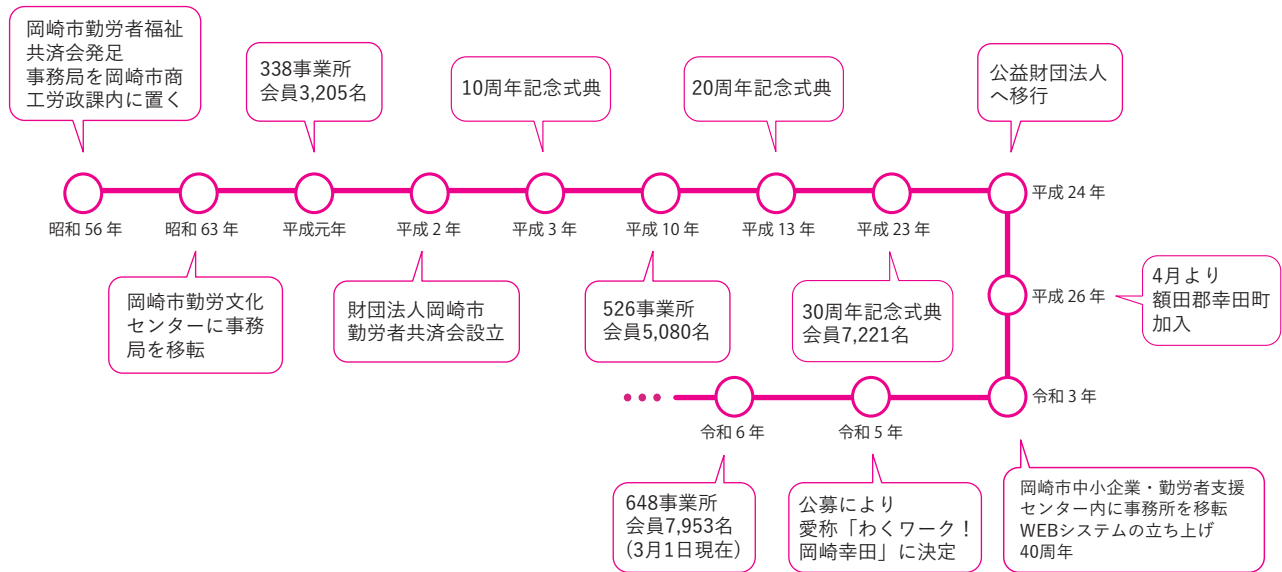 岡崎市勤労者福祉
共済会発足
事務局を岡崎市商
工労政課内に置く
338事業所
会員3,205名
10周年記念式典
20周年記念式典
公益財団法人
へ移行
昭和 56 年
昭和 63 年
平成元年
平成 2 年
平成 3 年
平成 10 年
平成 13 年
平成 23 年
平成 24 年
岡崎市勤労文化
センターに事務
局を移転
財団法人岡崎市
勤労者共済会設立
526事業所
会員5,080名
30周年記念式典
会員7,221名
平成 26 年
4月より
額田郡幸田町
加入
令和 3 年
令和 5 年
令和 6 年
岡崎市中小企業・勤労者支援
センター内に事務所を移転
WEBシステムの立ち上げ
40周年
公募により
愛称「わくワーク！
岡崎幸田」に決定
648事業所
会員7,953名
(3月1日現在)